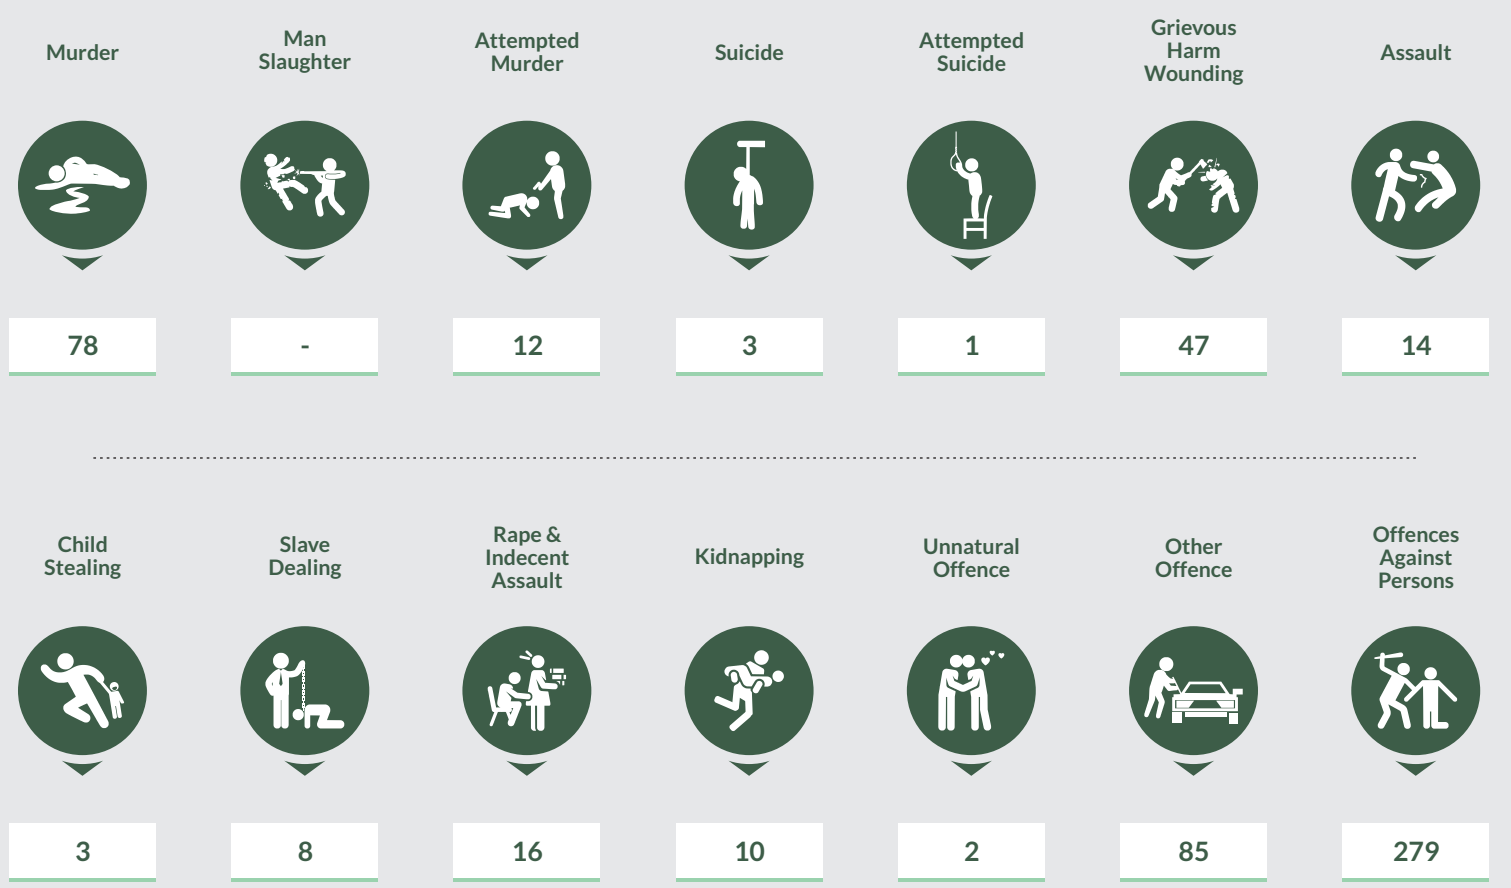 Murder
Man
Slaughter
Attempted
Murder
Suicide
Attempted
Suicide
Grievous
Harm
Wounding
Assault
78
-
12
3
1
47
14
Child
Stealing
Slave
Dealing
Rape &
Indecent
Assault
Kidnapping
Unnatural
Offence
Other
Offence
Offences
Against
Persons
3
8
16
10
2
85
279